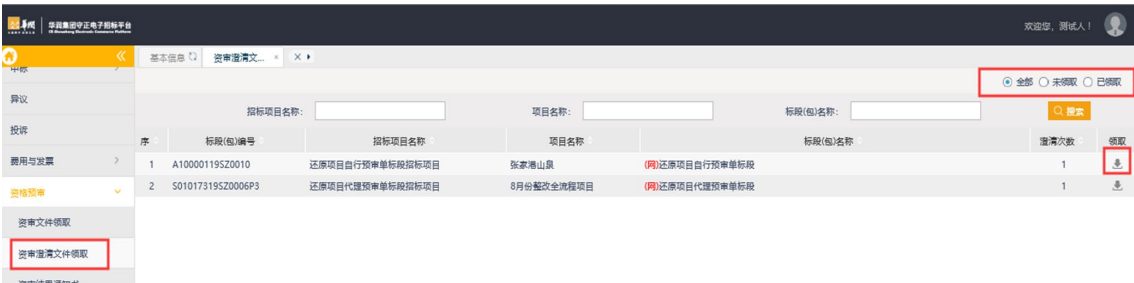 华润 华润集团守正电子招标平台 欢迎您，测试人！
基本信息 资审澄清文... × ×
中标
全部 未领取 已领取
异议
招标项目名称： 项目名称： 标段(包)名称： 搜索
投诉
序 标段(包)编号 招标项目名称 项目名称 标段(包)名称 澄清次数 领取
费用与发票
1 A10000119SZ0010 还原项目自行预审单标段招标项目 张家港山泉 (网)还原项目自行预审单标段 1
资格预审
2 S01017319SZ0006P3 还原项目代理预审单标段招标项目 8月份整改全流程项目 (网)还原项目代理预审单标段 1
资审文件领取
资审澄清文件领取